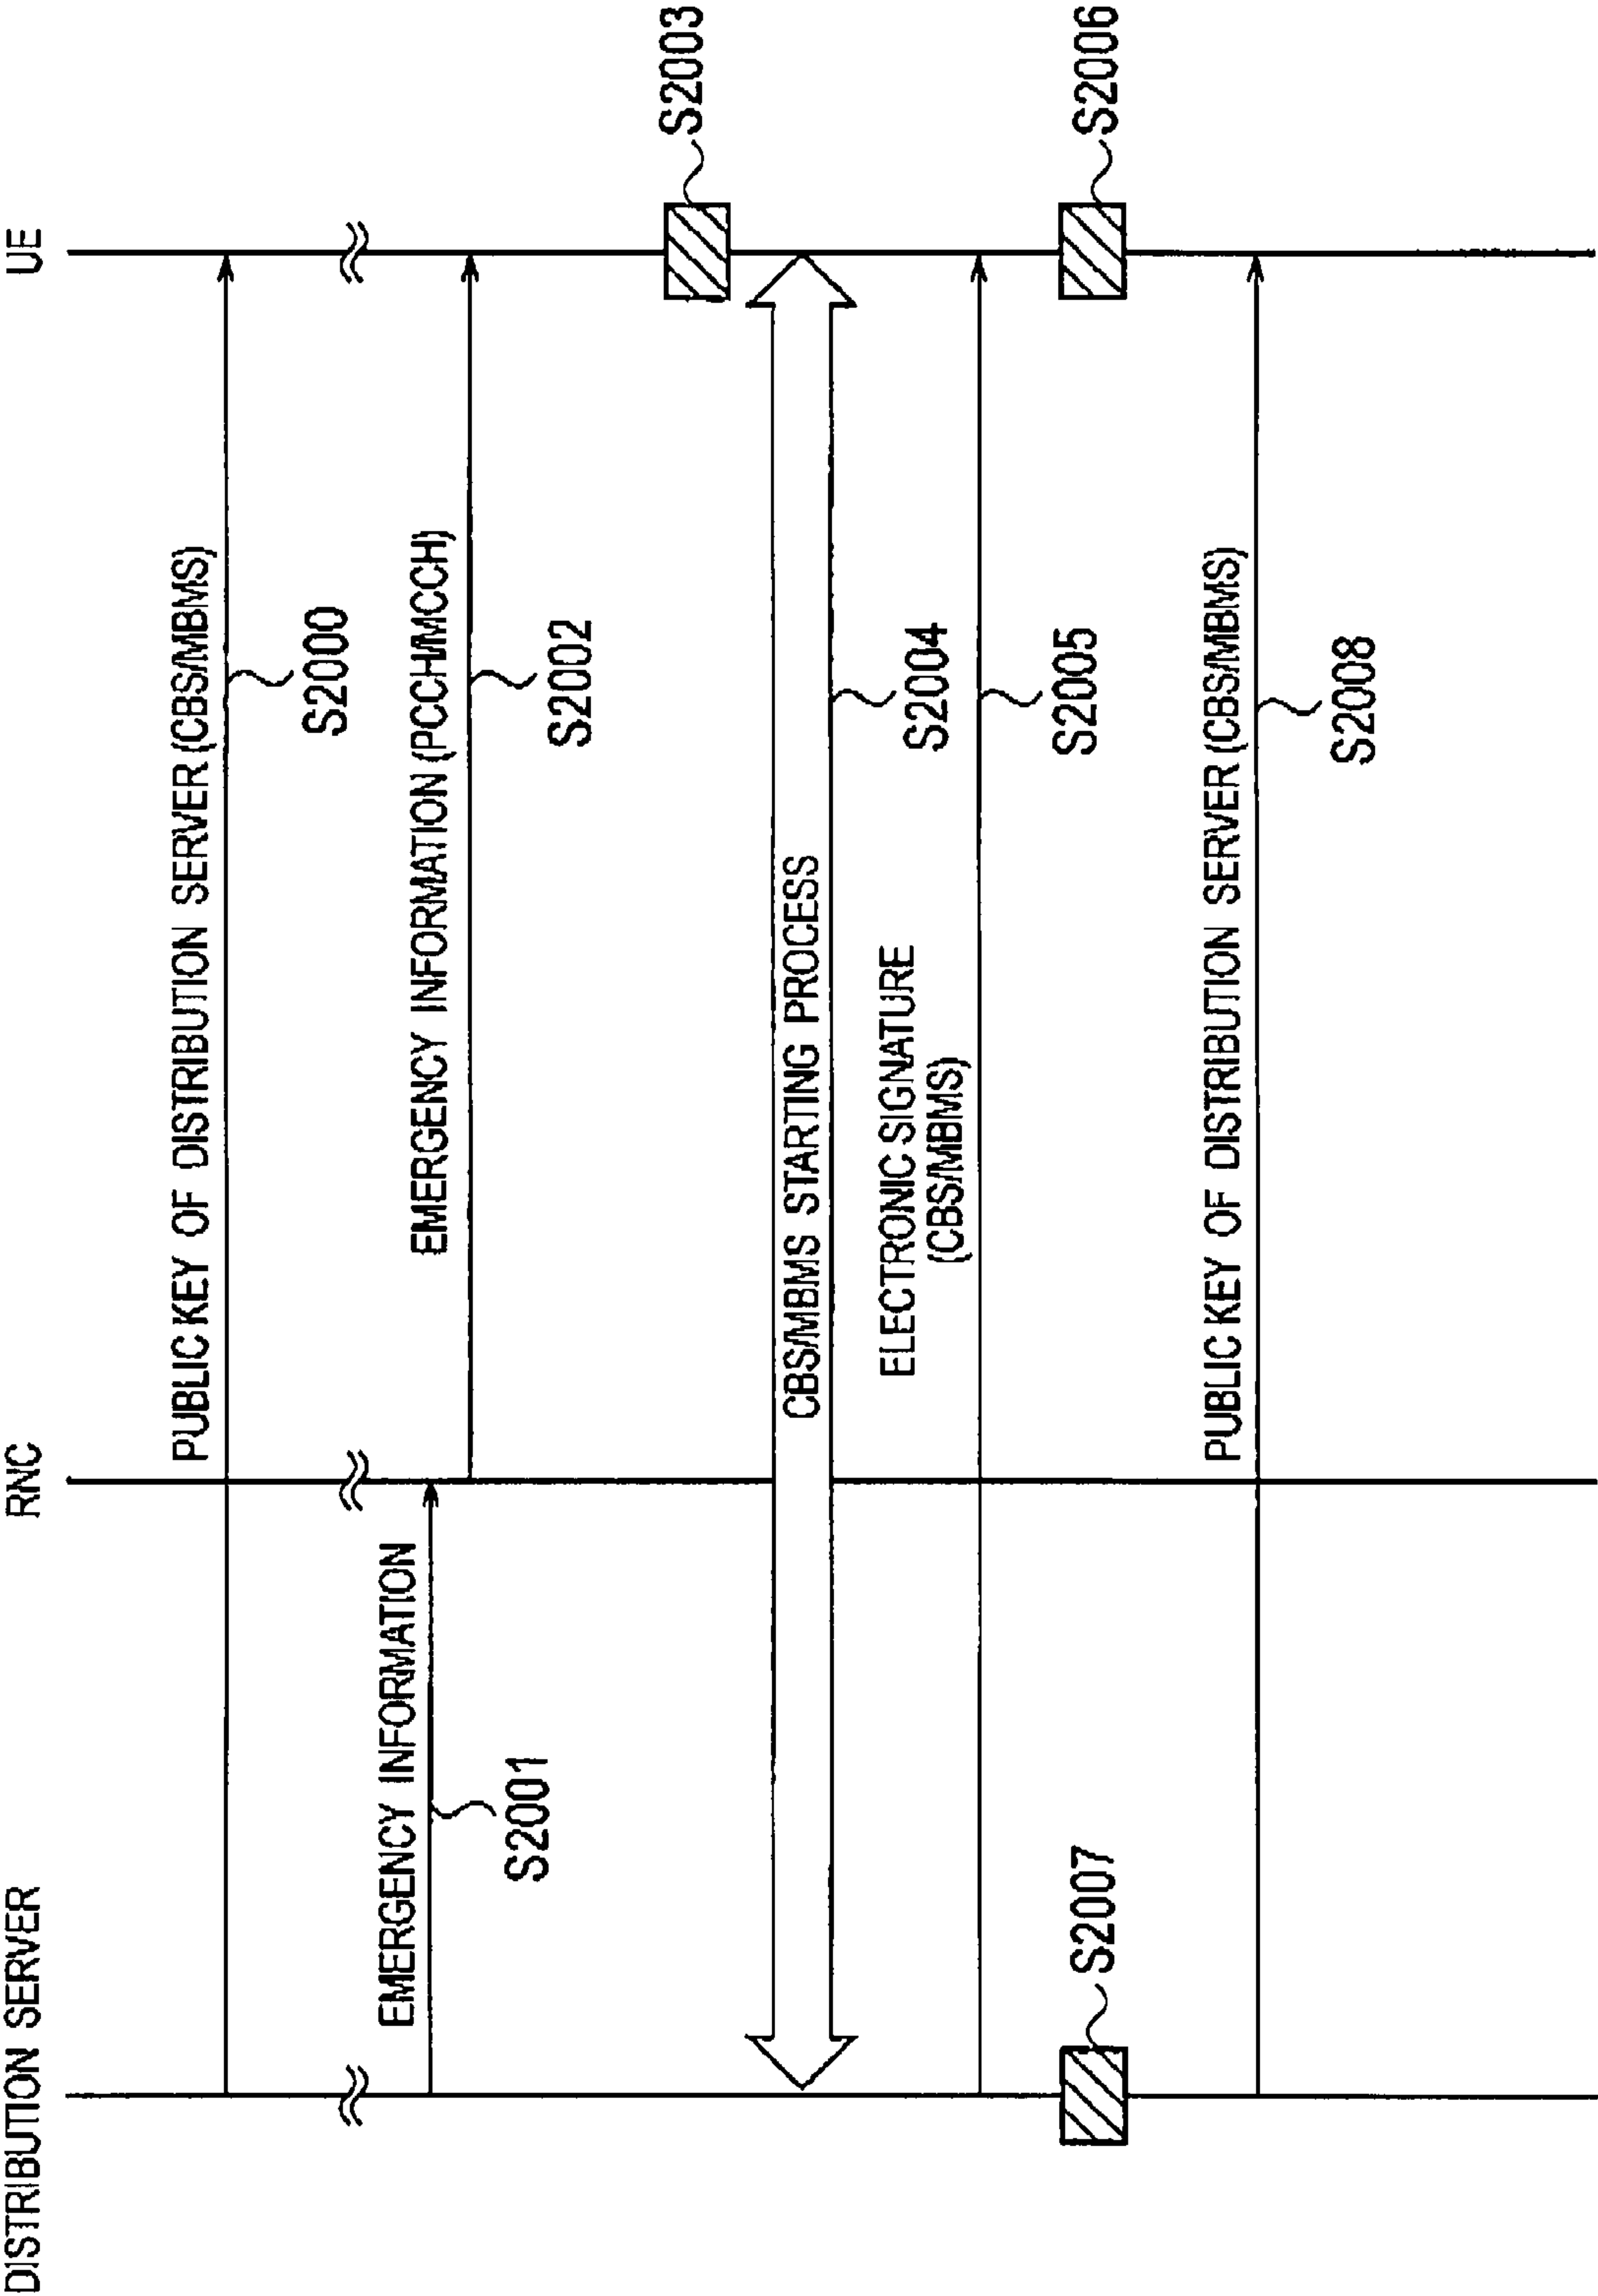 DISTRIBUTION SERVER
RNC
UE
PUBLIC KEY OF DISTRIBUTION SERVER (CBS/MBMS)
S2000
EMERGENCY INFORMATION
S2001
EMERGENCY INFORMATION (PCCH/MCCH)
S2002
S2003
CBS/MBMS STARTING PROCESS
S2004
ELECTRONIC SIGNATURE
(CBS/MBMS)
S2005
S2006
S2007
PUBLIC KEY OF DISTRIBUTION SERVER (CBS/MBMS)
S2008